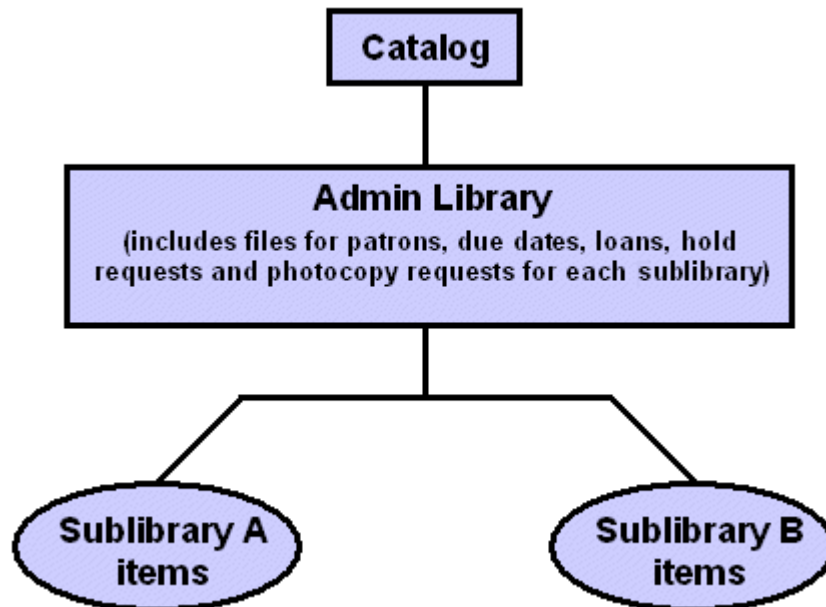 Catalog
Admin Library
(includes files for patrons, due dates, loans, hold
requests and photocopy requests for each sublibrary)
Sublibrary A
items
Sublibrary B
items